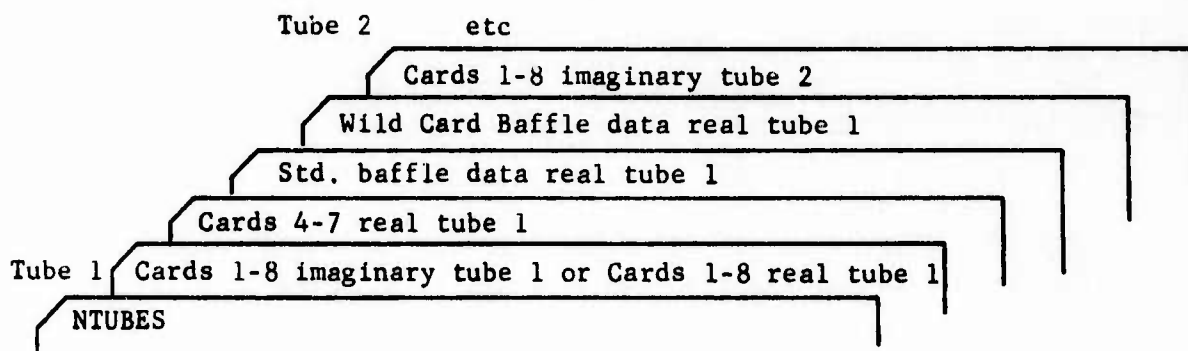 Tube 2 etc
Cards 1-8 imaginary tube 2
Wild Card Baffle data real tube 1
Std. baffle data real tube 1
Cards 4-7 real tube 1
Tube 1 Cards 1-8 imaginary tube 1 or Cards 1-8 real tube 1
NTUBES